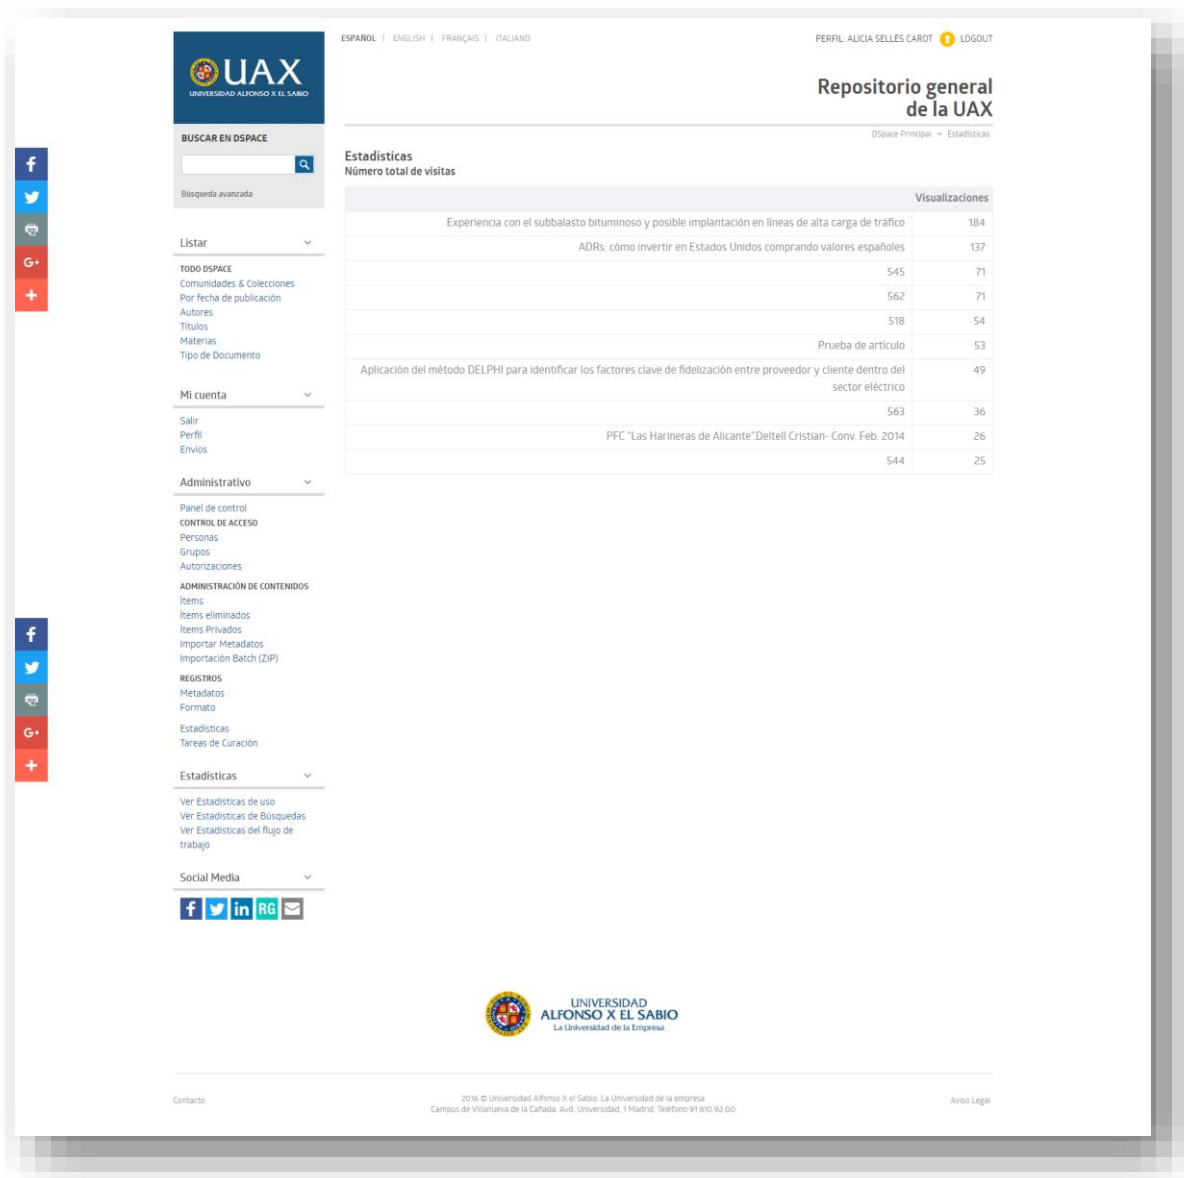 ESPAÑOL | ENGLISH | FRANÇAIS | ITALIANO
PERFIL: ALICIA SELLÉS CAROT LOGOUT
UAX
UNIVERSIDAD ALFONSO X EL SABIO
Repositorio general
de la UAX
DSpace Principal → Estadísticas
BUSCAR EN DSPACE
Búsqueda avanzada
Estadísticas
Número total de visitas
Visualizaciones
Experiencia con el subbalasto bituminoso y posible implantación en líneas de alta carga de tráfico 184
ADRs: cómo invertir en Estados Unidos comprando valores españoles 137
545 71
562 71
518 54
Prueba de artículo 53
Aplicación del método DELPHI para identificar los factores clave de fidelización entre proveedor y cliente dentro del 49
sector eléctrico
563 36
PFC "Las Harineras de Alicante".Deltell Cristian- Conv. Feb. 2014 26
544 25
Listar
TODO DSPACE
Comunidades & Colecciones
Por fecha de publicación
Autores
Títulos
Materias
Tipo de Documento
Mi cuenta
Salir
Perfil
Envíos
Administrativo
Panel de control
CONTROL DE ACCESO
Personas
Grupos
Autorizaciones
ADMINISTRACIÓN DE CONTENIDOS
Ítems
Ítems eliminados
Ítems Privados
Importar Metadatos
Importación Batch (ZIP)
REGISTROS
Metadatos
Formato
Estadísticas
Tareas de Curación
Estadísticas
Ver Estadísticas de uso
Ver Estadísticas de Búsquedas
Ver Estadísticas del flujo de
trabajo
Social Media
f in RG
f
G+
+
f
G+
+
UNIVERSIDAD
ALFONSO X EL SABIO
La Universidad de la Empresa
Contacto
2016 © Universidad Alfonso X el Sabio. La Universidad de la empresa
Campus de Villanueva de la Cañada. Avd. Universidad, 1 Madrid. Teléfono 91 810 92 00
Aviso Legal